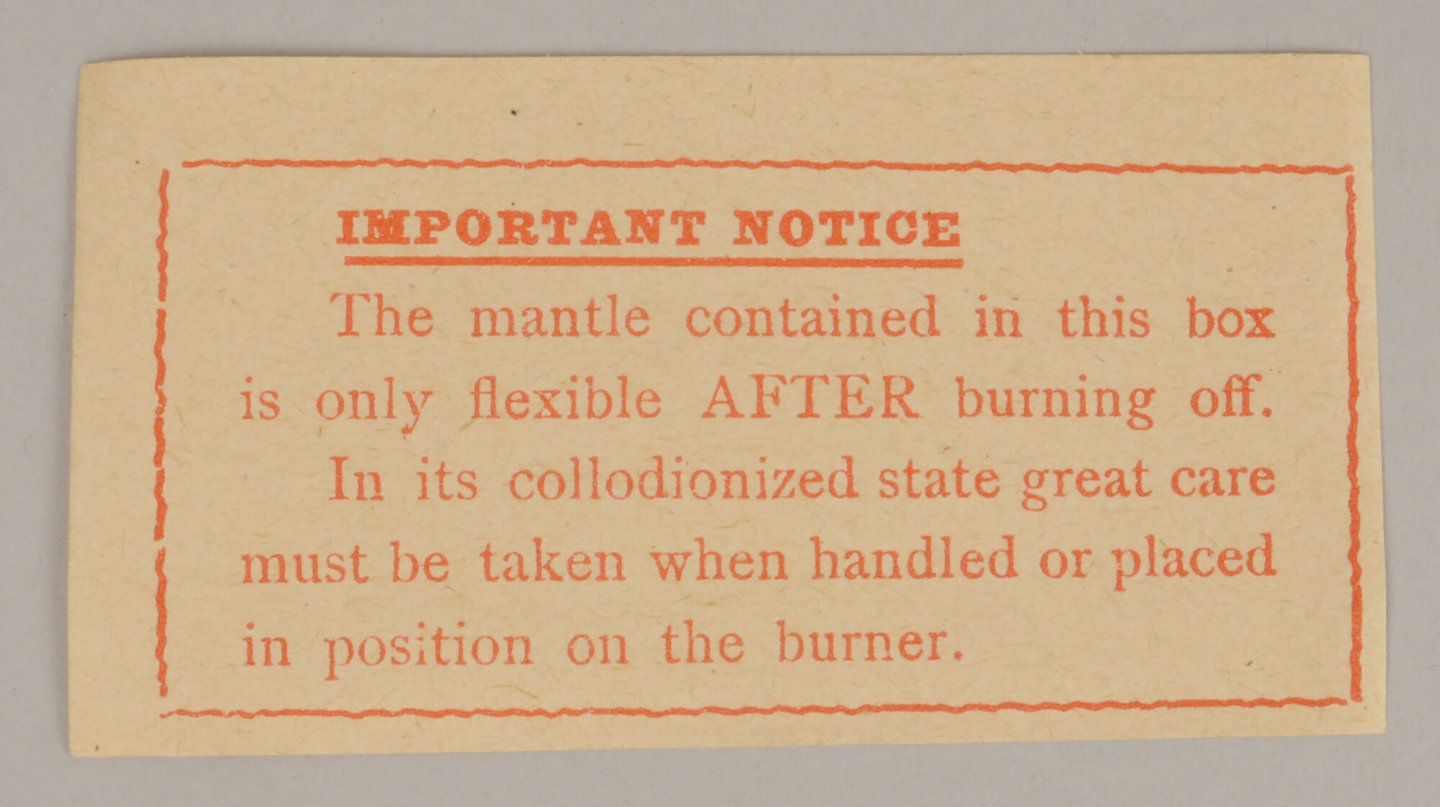 IMPORTANT NOTICE
The mantle contained in this box
is only flexible AFTER burning off.
In its collodionized state great care
must be taken when handled or placed
in position on the burner.